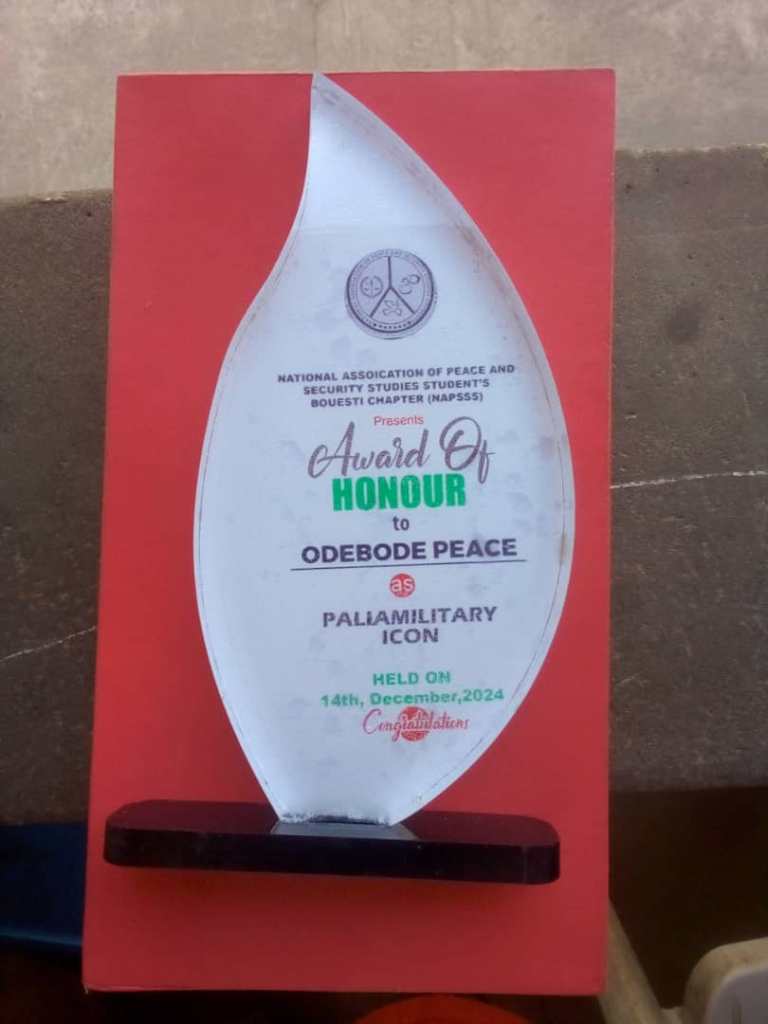 NATIONAL ASSOICATION OF PEACE AND
SECURITY STUDIES STUDENT'S
BOUESTI CHAPTER (NAPSSS)
Presents
Award Of
HONOUR
to
ODEBODE PEACE
as
PALIAMILITARY
ICON
HELD ON
14th, December,2024
Congratulations